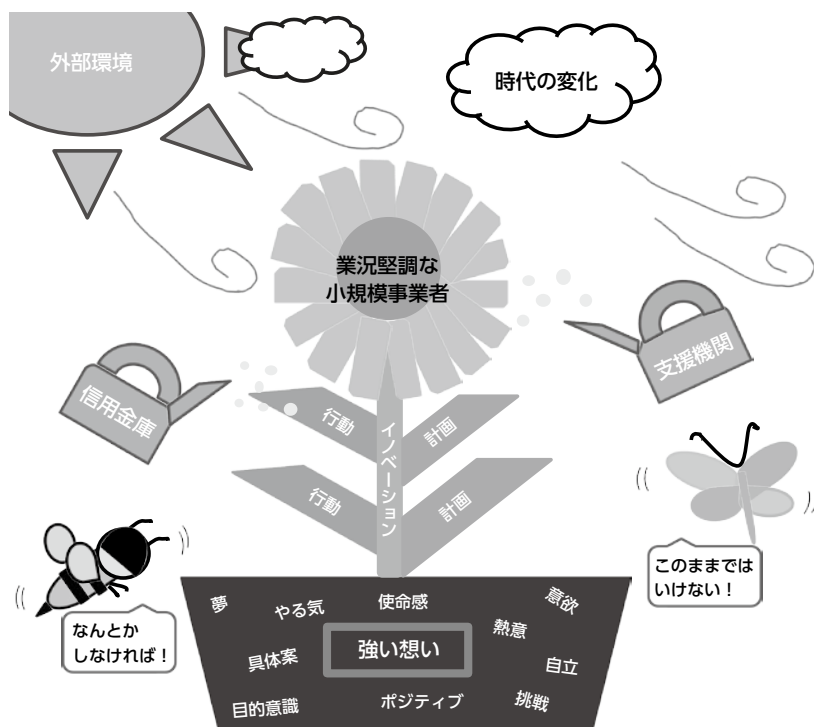 外部環境
時代の変化
業況堅調な
小規模事業者
支援機関
信用金庫
行動
計画
イノベーション
行動
計画
このままでは
いけない！
なんとか
しなければ！
夢
やる気
使命感
意欲
熱意
強い想い
具体案
自立
目的意識
ポジティブ
挑戦